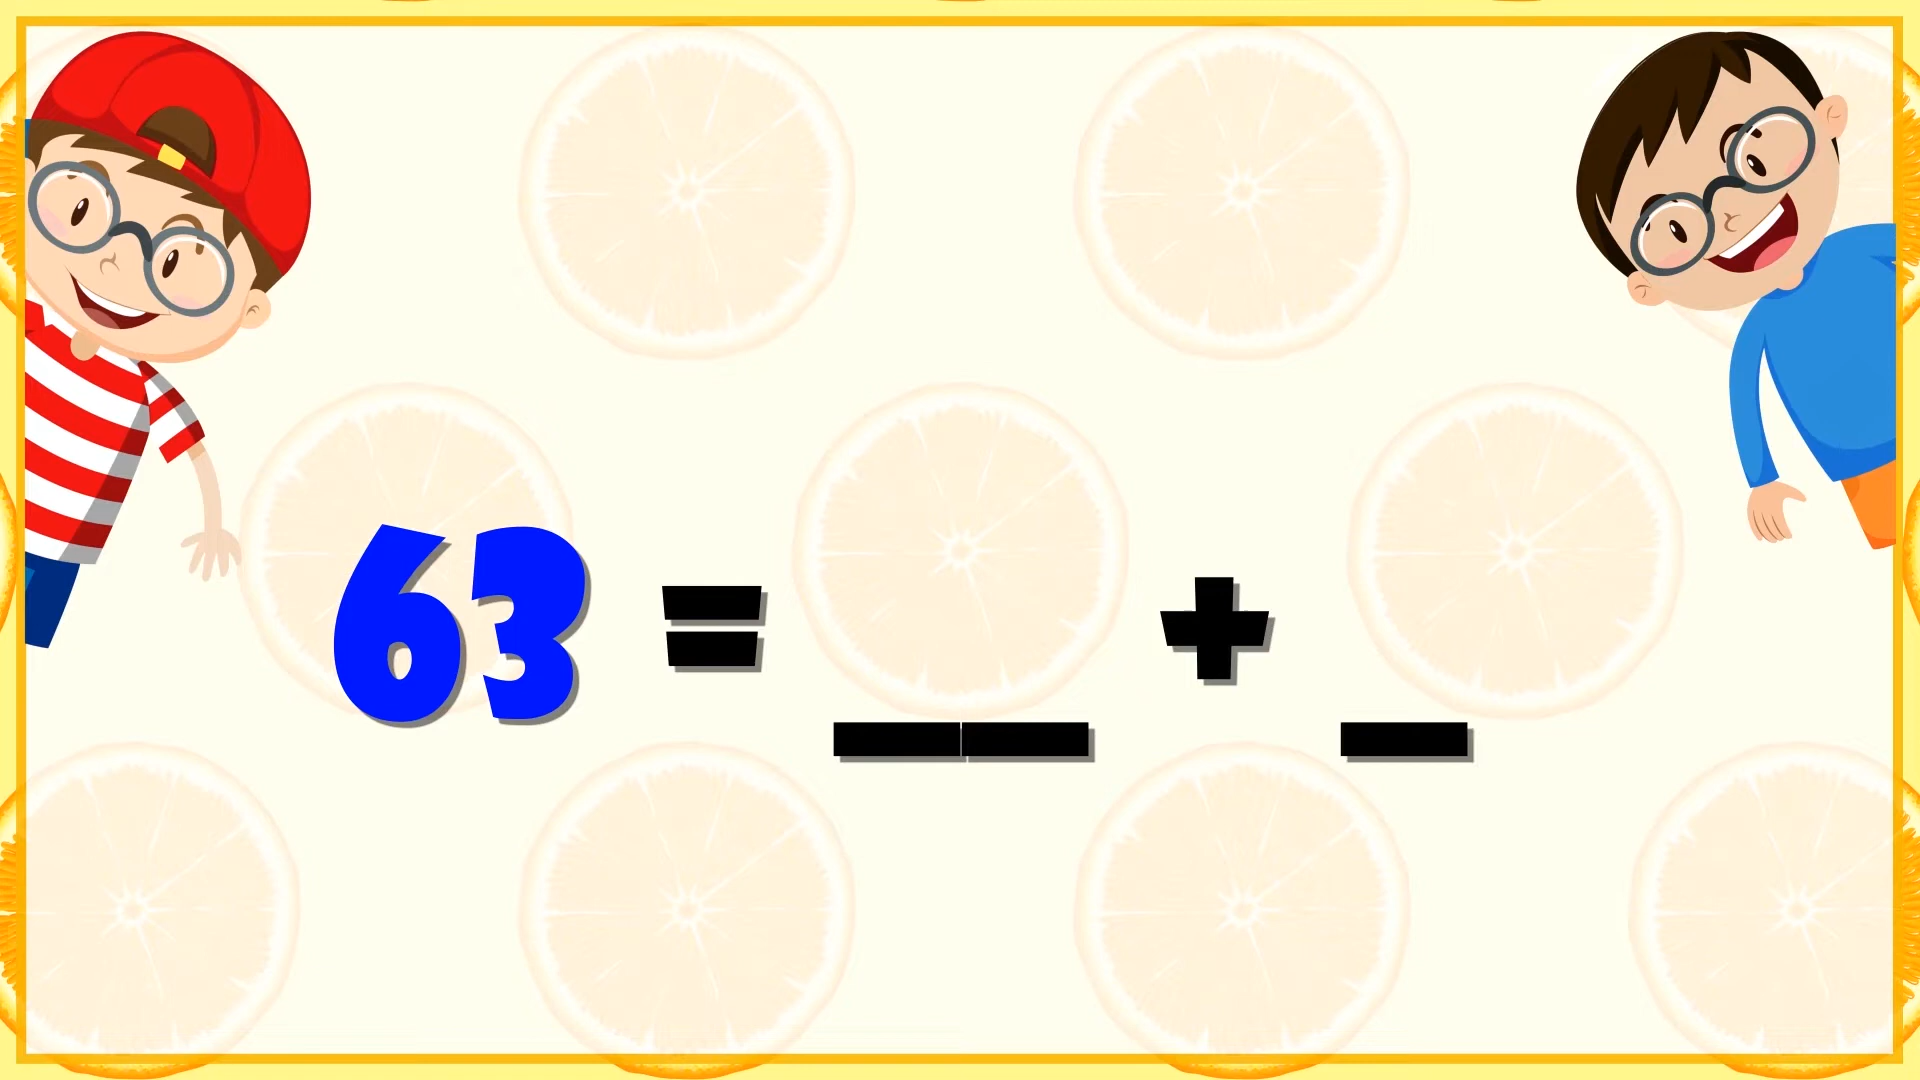 63 = __ + _